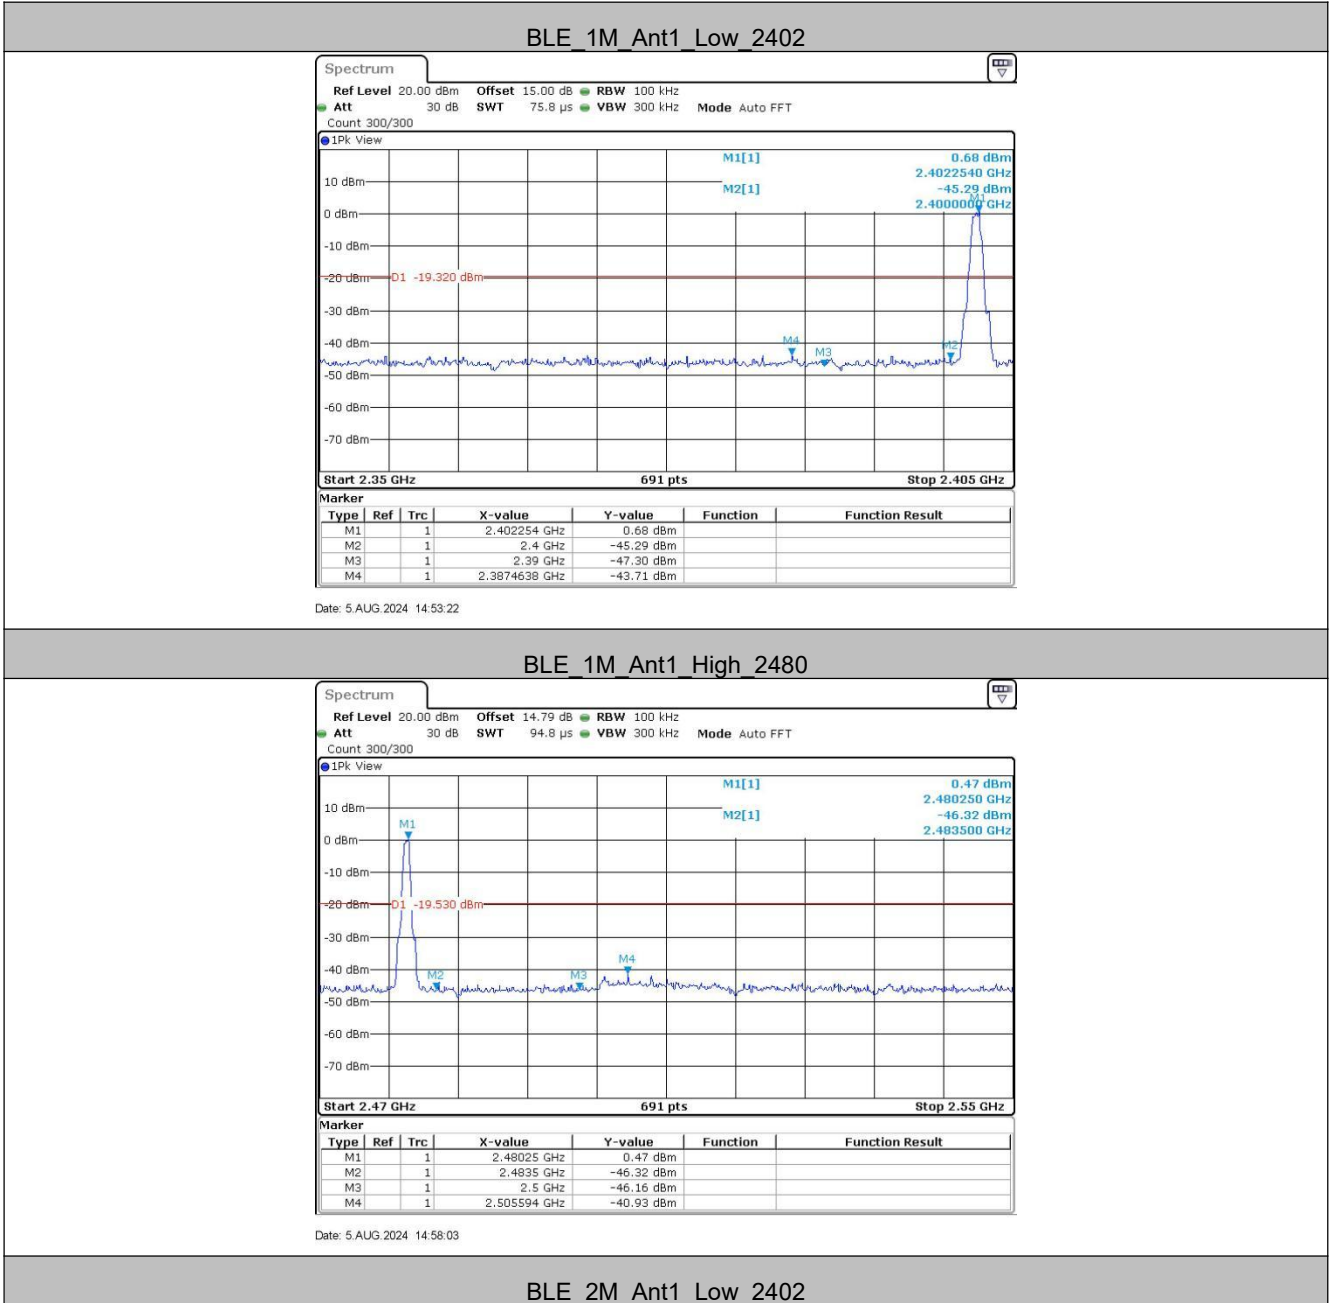 BLE_1M_Ant1_Low_2402
Spectrum
Ref Level 20.00 dBm Offset 15.00 dB RBW 100 kHz
Att 30 dB SWT 75.8 µs VBW 300 kHz Mode Auto FFT
Count 300/300
1Pk View
M1[1] 0.68 dBm
2.4022540 GHz
M2[1] -45.29 dBm
2.4000000 GHz
M1
10 dBm
0 dBm
-10 dBm
-20 dBm
D1 -19.320 dBm
-30 dBm
-40 dBm
M4
M3
M2
-50 dBm
-60 dBm
-70 dBm
Start 2.35 GHz 691 pts Stop 2.405 GHz
Marker
Type Ref Trc X-value Y-value Function Function Result
M1 1 2.402254 GHz 0.68 dBm
M2 1 2.4 GHz -45.29 dBm
M3 1 2.39 GHz -47.30 dBm
M4 1 2.3874638 GHz -43.71 dBm
Date: 5.AUG.2024 14:53:22
BLE_1M_Ant1_High_2480
Spectrum
Ref Level 20.00 dBm Offset 14.79 dB RBW 100 kHz
Att 30 dB SWT 94.8 µs VBW 300 kHz Mode Auto FFT
Count 300/300
1Pk View
M1[1] 0.47 dBm
2.480250 GHz
M2[1] -46.32 dBm
2.483500 GHz
10 dBm
M1
0 dBm
-10 dBm
-20 dBm
D1 -19.530 dBm
-30 dBm
M4
-40 dBm
M2
M3
-50 dBm
-60 dBm
-70 dBm
Start 2.47 GHz 691 pts Stop 2.55 GHz
Marker
Type Ref Trc X-value Y-value Function Function Result
M1 1 2.48025 GHz 0.47 dBm
M2 1 2.4835 GHz -46.32 dBm
M3 1 2.5 GHz -46.16 dBm
M4 1 2.505594 GHz -40.93 dBm
Date: 5.AUG.2024 14:58:03
BLE_2M_Ant1_Low_2402